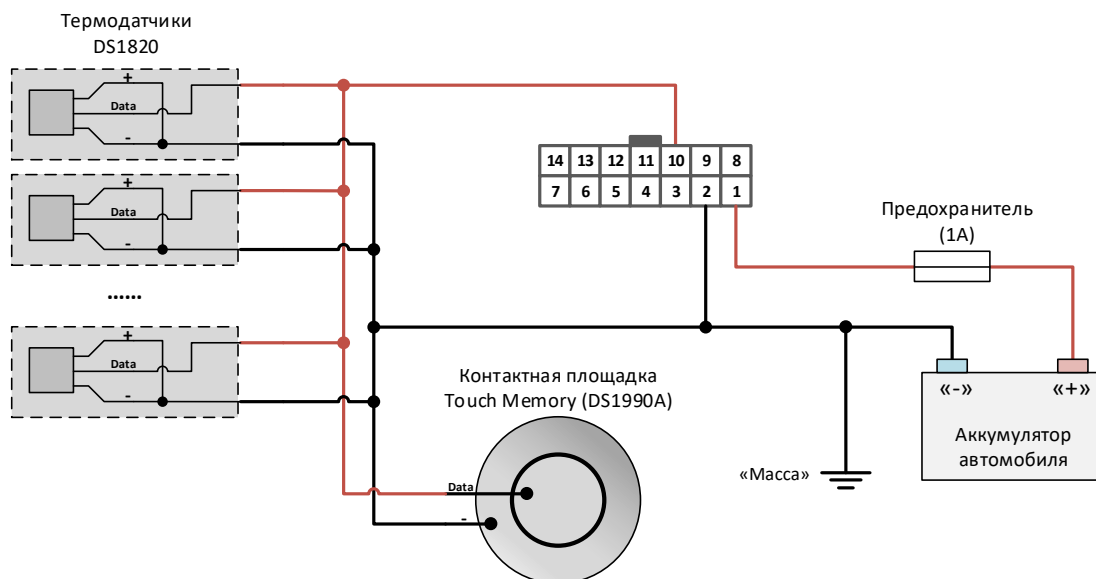 Термодатчики
DS1820
+
Data
-
+
Data
-
......
+
Data
-
14 13 12 11 10 9 8
7 6 5 4 3 2 1
Предохранитель
(1А)
Контактная площадка
Touch Memory (DS1990A)
Data
-
«Масса»
«-» «+»
Аккумулятор
автомобиля